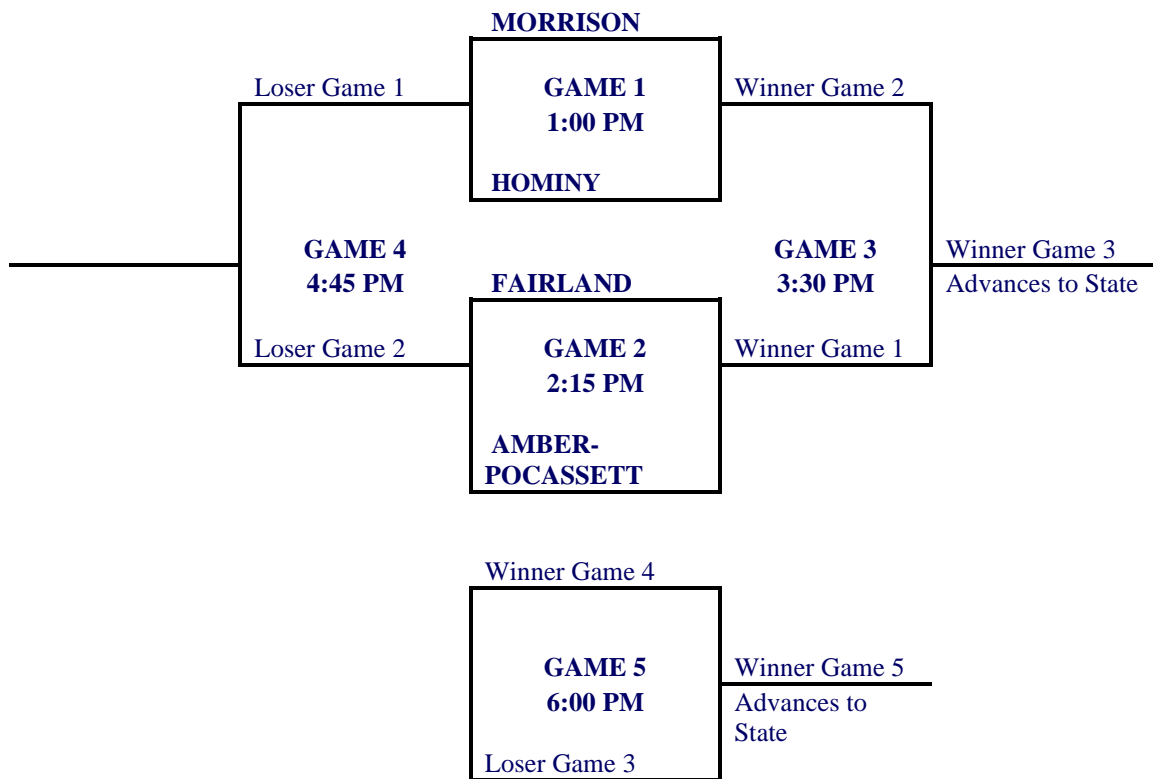 MORRISON
Loser Game 1
GAME 1
Winner Game 2
1:00 PM
HOMINY
GAME 4
GAME 3
Winner Game 3
4:45 PM
FAIRLAND
3:30 PM
Advances to State
Loser Game 2
GAME 2
Winner Game 1
2:15 PM
AMBER-
POCASSETT
Winner Game 4
GAME 5
Winner Game 5
6:00 PM
Advances to
State
Loser Game 3